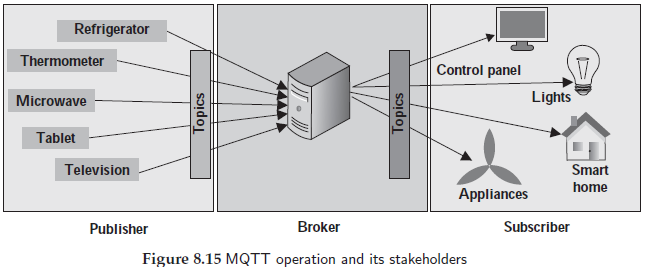 Refrigerator
Thermometer
Microwave
Tablet
Television
Topics
Topics
Control panel
Lights
Smart
home
Appliances
Publisher
Broker
Subscriber
Figure 8.15 MQTT operation and its stakeholders